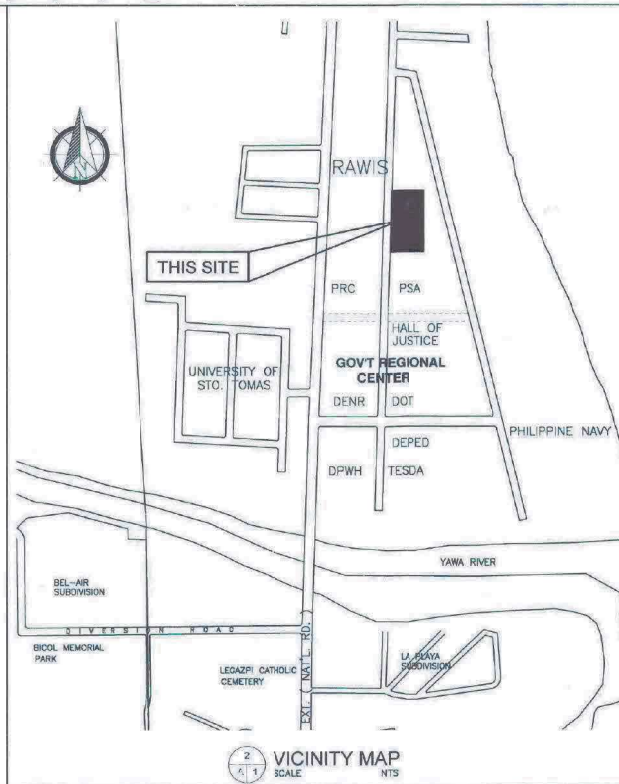 N
RAWIS
THIS SITE
PRC
PSA
HALL OF
JUSTICE
UNIVERSITY OF
STO. TOMAS
GOV'T REGIONAL
CENTER
DENR
DOT
PHILIPPINE NAVY
DEPED
DPWH
TESDA
YAWA RIVER
BEL-AIR
SUBDIVISION
DIVERSION ROAD
BICOL MEMORIAL
PARK
LEGAZPI CATHOLIC
CEMETERY
EXT. (NAT'L. RD.)
LA PLAYA
SUBDIVISION
2
A 1
VICINITY MAP
SCALE NTS